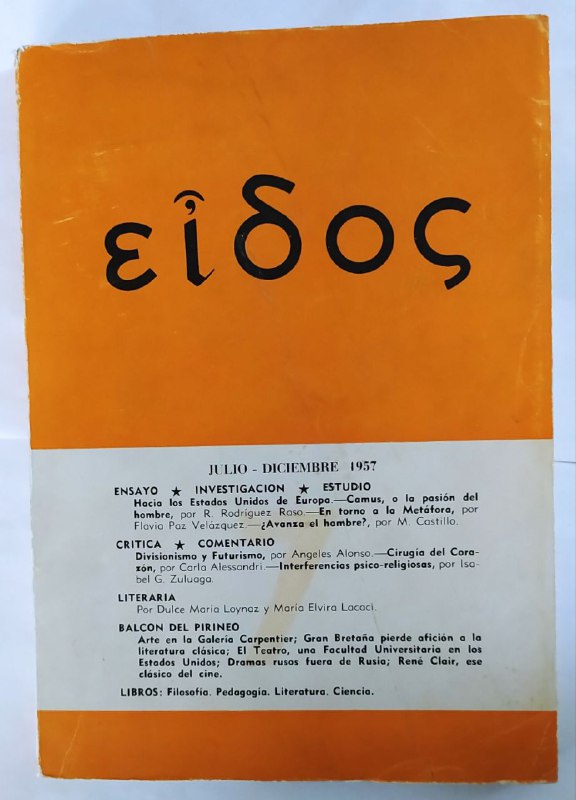 εἶδος
JULIO - DICIEMBRE 1957
ENSAYO ★ INVESTIGACION ★ ESTUDIO
Hacia los Estados Unidos de Europa.—Camus, o la pasión del
hombre, por R. Rodríguez Raso.—En torno a la Metáfora, por
Flavia Paz Velázquez.—¿Avanza el hombre?, por M. Castillo.
CRITICA ★ COMENTARIO
Divisionismo y Futurismo, por Angeles Alonso.—Cirugía del Cora-
zón, por Carla Alessandri.—Interferencias psico-religiosas, por Isa-
bel G. Zuluaga.
LITERARIA
Por Dulce María Loynaz y María Elvira Lacaci.
BALCON DEL PIRINEO
Arte en la Galería Carpentier; Gran Bretaña pierde afición a la
literatura clásica; El Teatro, una Facultad Universitaria en los
Estados Unidos; Dramas rusos fuera de Rusia; René Clair, ese
clásico del cine.
LIBROS: Filosofía. Pedagogía. Literatura. Ciencia.